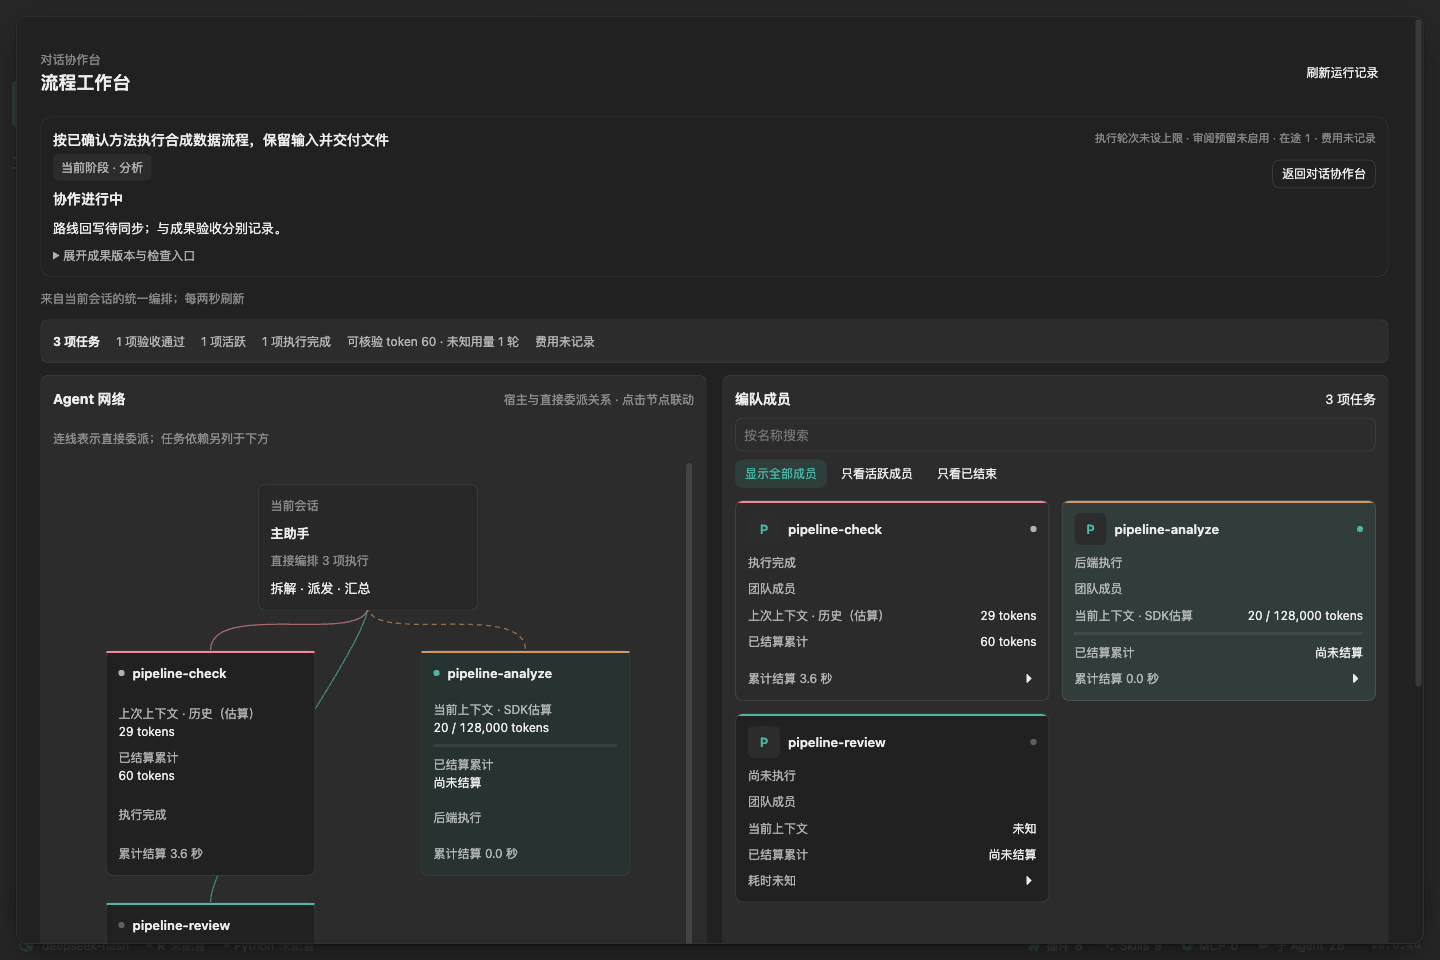 对话协作台
流程工作台
刷新运行记录
按已确认方法执行合成数据流程，保留输入并交付文件
执行轮次未设上限 · 审阅预留未启用 · 在途 1 · 费用未记录
当前阶段 · 分析
返回对话协作台
协作进行中
路线回写待同步；与成果验收分别记录。
展开成果版本与检查入口
来自当前会话的统一编排；每两秒刷新
3 项任务 1 项验收通过 1 项活跃 1 项执行完成 可核验 token 60 · 未知用量 1 轮 费用未记录
Agent 网络
宿主与直接委派关系 · 点击节点联动
连线表示直接委派；任务依赖另列于下方
当前会话
主助手
直接编排 3 项执行
拆解 · 派发 · 汇总
pipeline-check
上次上下文 · 历史（估算）
29 tokens
已结算累计
60 tokens
执行完成
累计结算 3.6 秒
pipeline-analyze
当前上下文 · SDK估算
20 / 128,000 tokens
已结算累计
尚未结算
后端执行
累计结算 0.0 秒
pipeline-review
编队成员
3 项任务
按名称搜索
显示全部成员 只看活跃成员 只看已结束
P pipeline-check
执行完成
团队成员
上次上下文 · 历史（估算） 29 tokens
已结算累计 60 tokens
累计结算 3.6 秒
P pipeline-analyze
后端执行
团队成员
当前上下文 · SDK估算 20 / 128,000 tokens
已结算累计 尚未结算
累计结算 0.0 秒
P pipeline-review
尚未执行
团队成员
当前上下文 未知
已结算累计 尚未结算
耗时未知